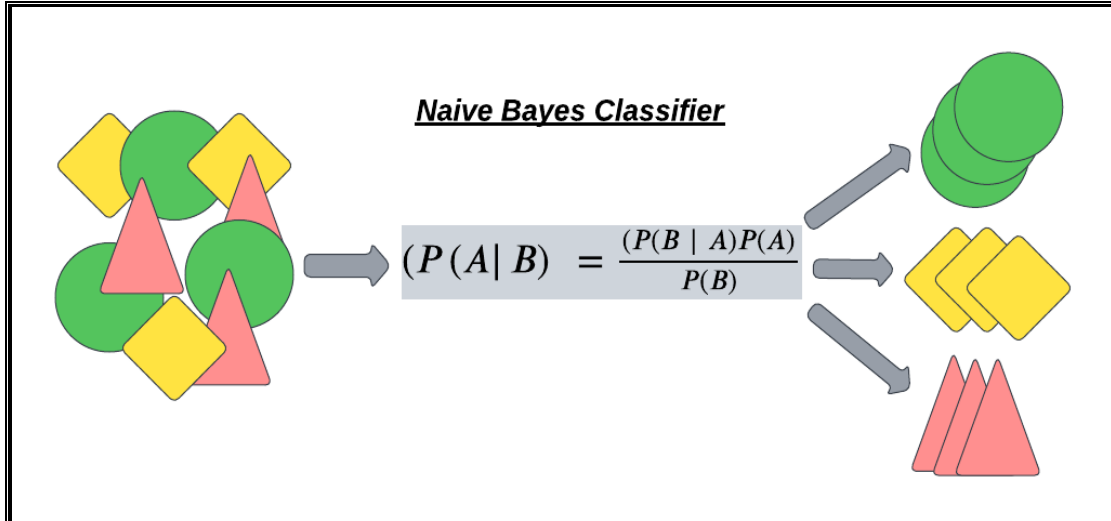 Naive Bayes Classifier
(P(A| B) = (P(B | A)P(A) / P(B)